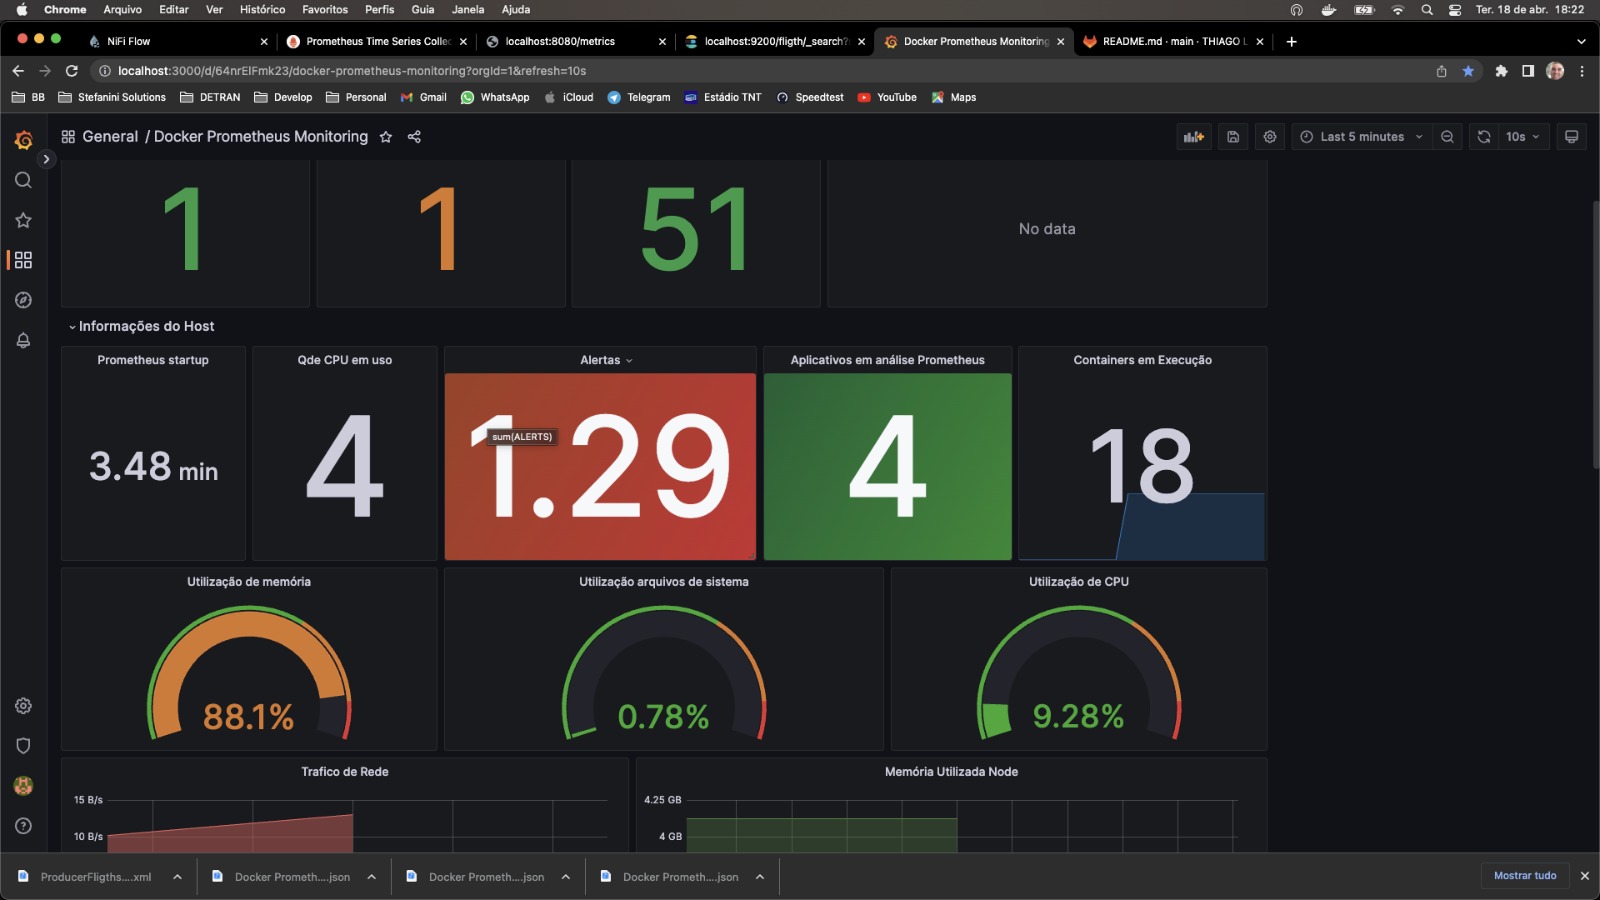 Chrome Arquivo Editar Ver Histórico Favoritos Perfis Guia Janela Ajuda Ter. 18 de abr. 18:22
NiFi Flow Prometheus Time Series Collec localhost:8080/metrics localhost:9200/fligth/_search? Docker Prometheus Monitoring README.md · main · THIAGO L
localhost:3000/d/64nrElFmk23/docker-prometheus-monitoring?orgId=1&refresh=10s
BB Stefanini Solutions DETRAN Develop Personal Gmail WhatsApp iCloud Telegram Estádio TNT Speedtest YouTube Maps
General / Docker Prometheus Monitoring Last 5 minutes 10s
1 1 51 No data
Informações do Host
Prometheus startup Qde CPU em uso Alertas Aplicativos em análise Prometheus Containers em Execução
3.48 min 4 1.29 4 18
sum(ALERTS)
Utilização de memória Utilização arquivos de sistema Utilização de CPU
88.1% 0.78% 9.28%
Trafico de Rede Memória Utilizada Node
15 B/s 4.25 GB
10 B/s 4 GB
ProducerFligths....xml Docker Prometh....json Docker Prometh....json Docker Prometh....json Mostrar tudo